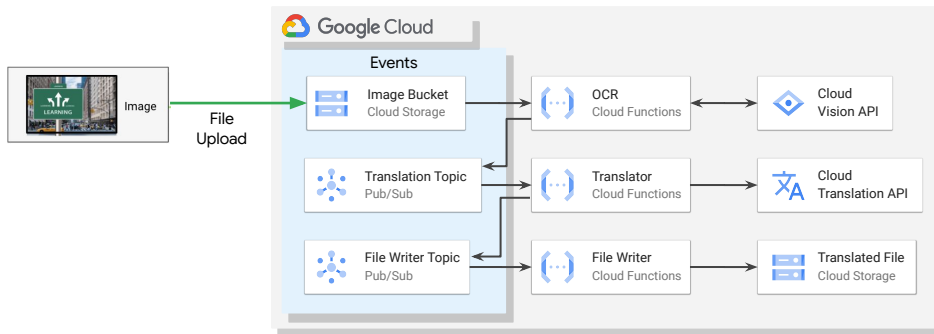 Google Cloud
Events
LEARNING
Image
File
Upload
Image Bucket
Cloud Storage
OCR
Cloud Functions
Cloud
Vision API
Translation Topic
Pub/Sub
Translator
Cloud Functions
Cloud
Translation API
File Writer Topic
Pub/Sub
File Writer
Cloud Functions
Translated File
Cloud Storage